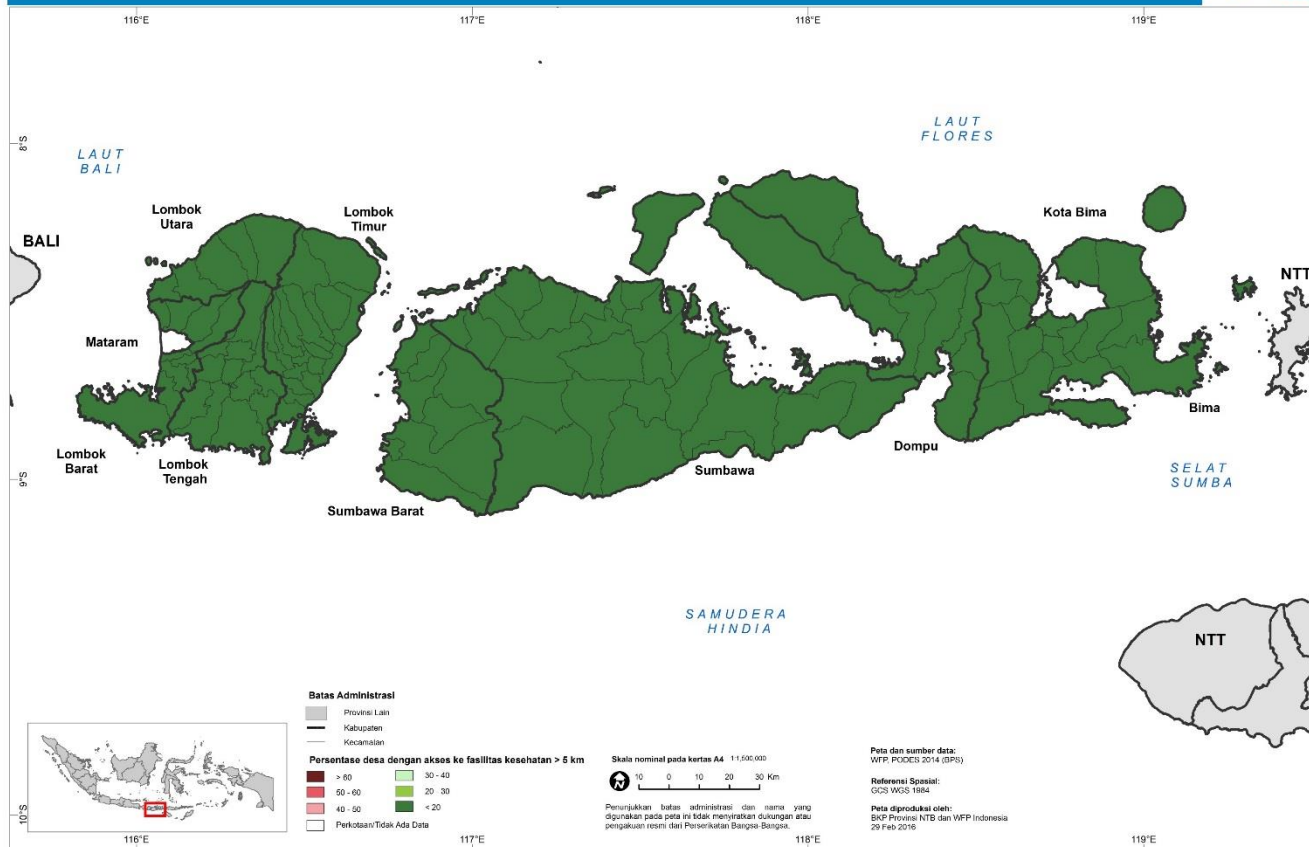 116°E
117°E
118°E
119°E
8°S
LAUT
BALI
LAUT
FLORES
Lombok
Utara
Lombok
Timur
Kota Bima
BALI
NTT
Mataram
Bima
Dompu
Lombok
Barat
Lombok
Tengah
Sumbawa
9°S
SELAT
SUMBA
Sumbawa Barat
SAMUDERA
HINDIA
NTT
Batas Administrasi
Provinsi Lain
Kabupaten
Kecamatan
Persentase desa dengan akses ke fasilitas kesehatan > 5 km
> 60
50 - 60
40 - 50
Perkotaan/Tidak Ada Data
30 - 40
20 - 30
< 20
Skala nominal pada kertas A4 1:1,500,000
10 0 10 20 30 Km
Penunjukkan batas administrasi dan nama yang
digunakan pada peta ini tidak menyiratkan dukungan atau
pengakuan resmi dari Perserikatan Bangsa-Bangsa.
Peta dan sumber data:
WFP, PODES 2014 (BPS)
Referensi Spasial:
GCS WGS 1984
Peta diproduksi oleh:
BKP Provinsi NTB dan WFP Indonesia
29 Feb 2016
10°S
116°E
117°E
118°E
119°E